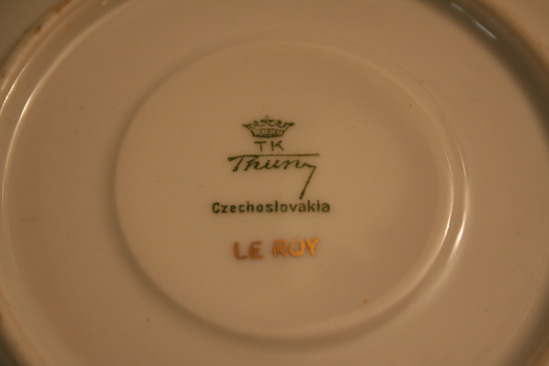 TK
Thun
Czechoslovakia
LE ROY